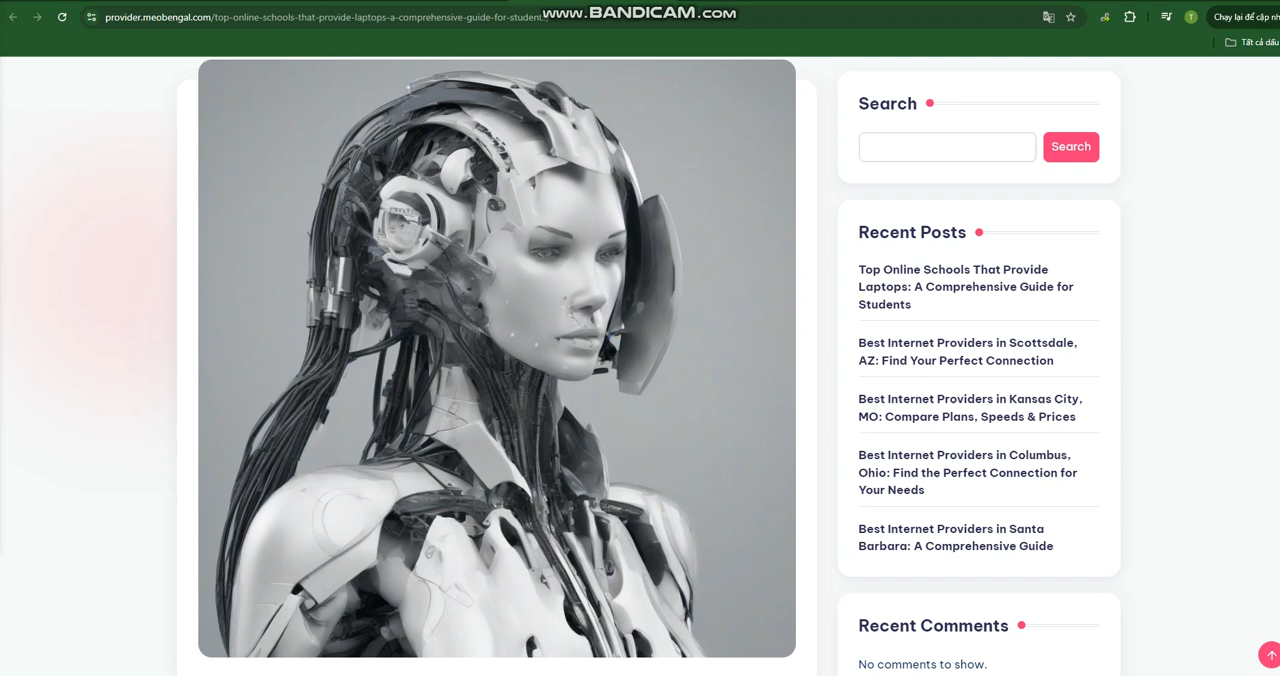 www.BANDICAM.com
provider.meobengal.com/top-online-schools-that-provide-laptops-a-comprehensive-guide-for-student...
T
Chạy lại để cập nh
Tất cả dấu
Search
Search
Recent Posts
Top Online Schools That Provide
Laptops: A Comprehensive Guide for
Students
Best Internet Providers in Scottsdale,
AZ: Find Your Perfect Connection
Best Internet Providers in Kansas City,
MO: Compare Plans, Speeds & Prices
Best Internet Providers in Columbus,
Ohio: Find the Perfect Connection for
Your Needs
Best Internet Providers in Santa
Barbara: A Comprehensive Guide
Recent Comments
No comments to show.